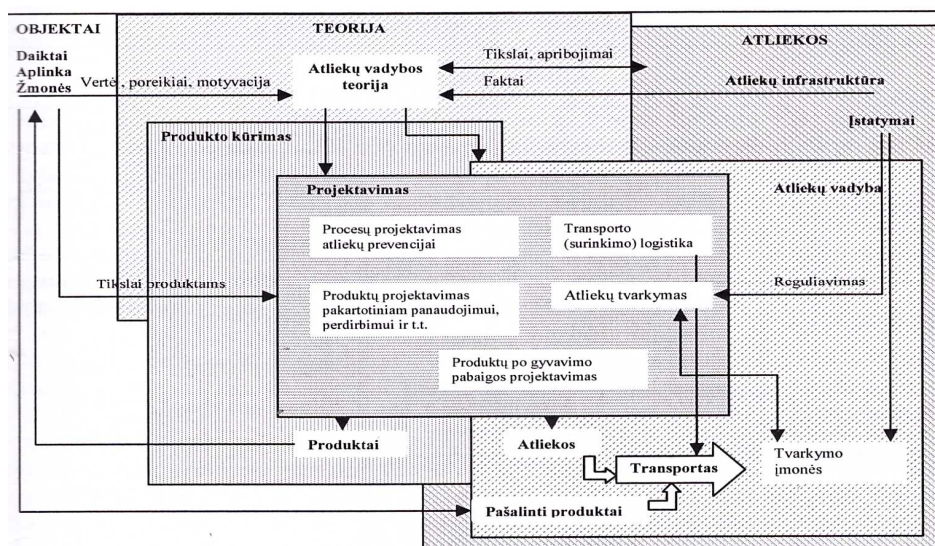 OBJEKTAI
TEORIJA
ATLIEKOS
Daiktai
Aplinka
Žmonės
Vertė , poreikiai, motyvacija
Atliekų vadybos
teorija
Tikslai, apribojimai
Faktai
Atliekų infrastruktūra
Įstatymai
Produkto kūrimas
Projektavimas
Atliekų vadyba
Procesų projektavimas
atliekų prevencijai
Transporto
(surinkimo) logistika
Tikslai produktams
Produktų projektavimas
pakartotiniam panaudojimui,
perdirbimui ir t.t.
Atliekų tvarkymas
Reguliavimas
Produktų po gyvavimo
pabaigos projektavimas
Produktai
Atliekos
Transportas
Tvarkymo
įmonės
Pašalinti produktai